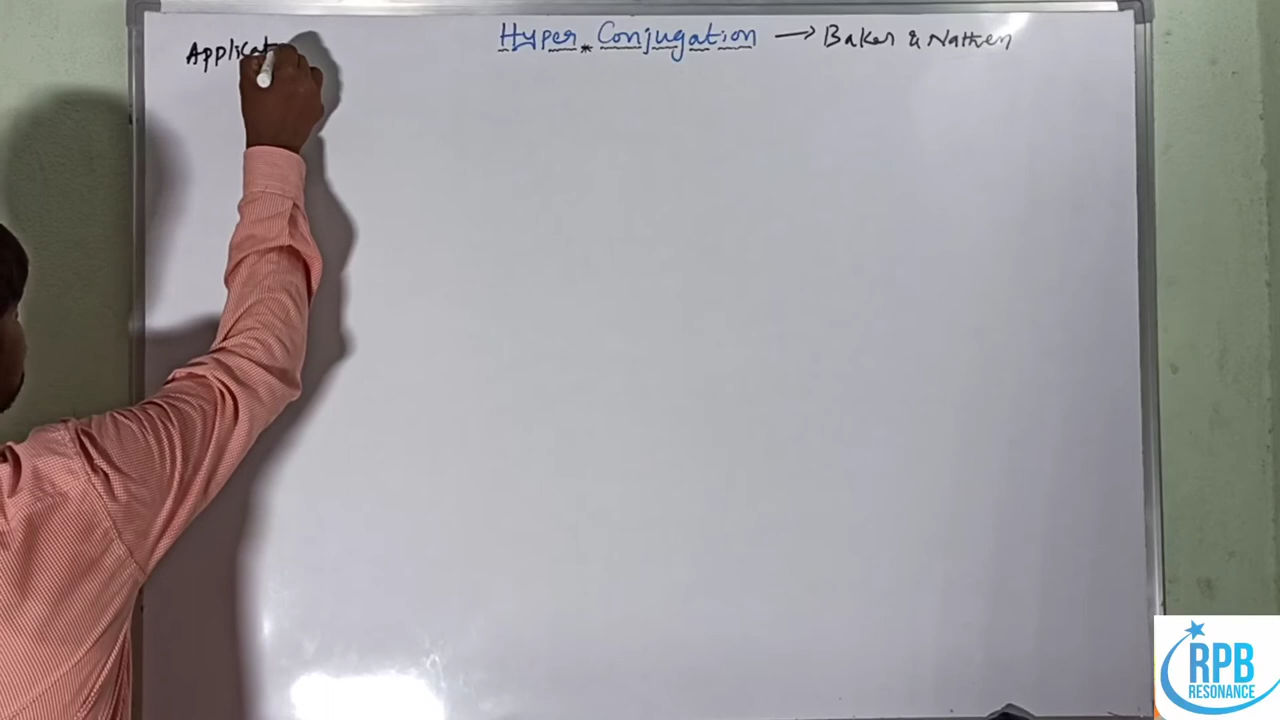 Hyper Conjugation → Baker & Nathen
Applicat
RPB
RESONANCE